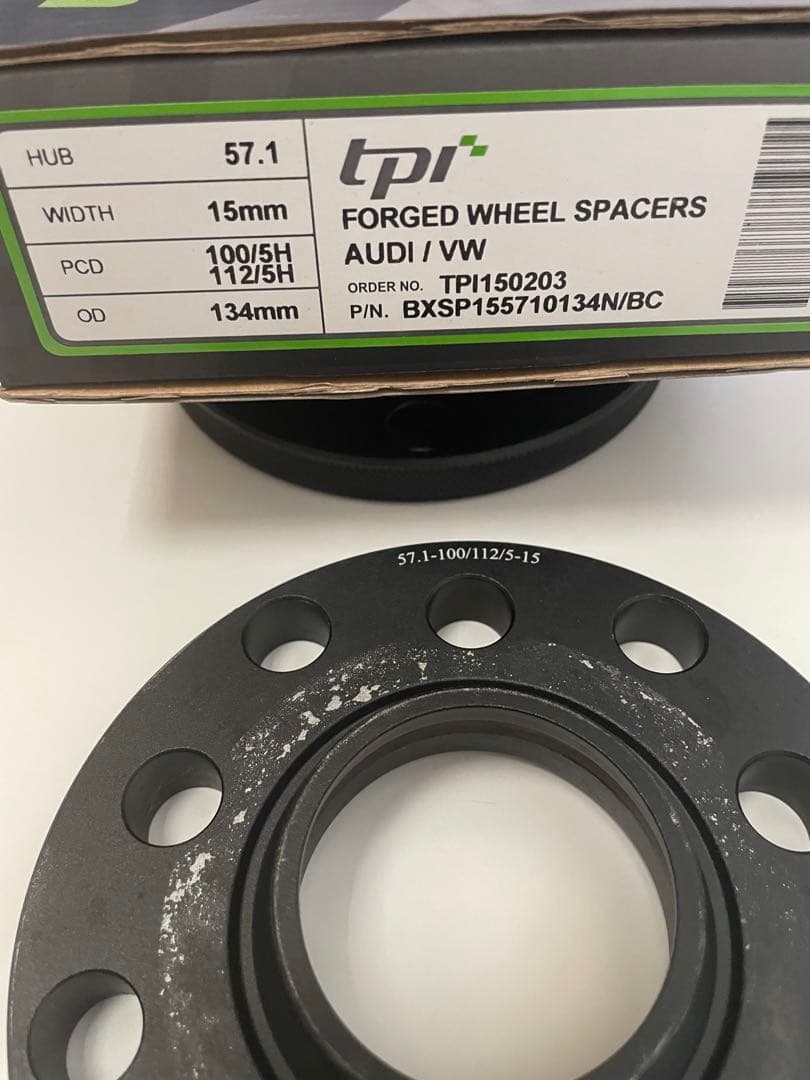 HUB 57.1
WIDTH 15mm
PCD 100/5H
112/5H
OD 134mm
tpi
FORGED WHEEL SPACERS
AUDI / VW
ORDER NO. TPI150203
P/N. BXSP155710134N/BC
57.1-100/112/5-15